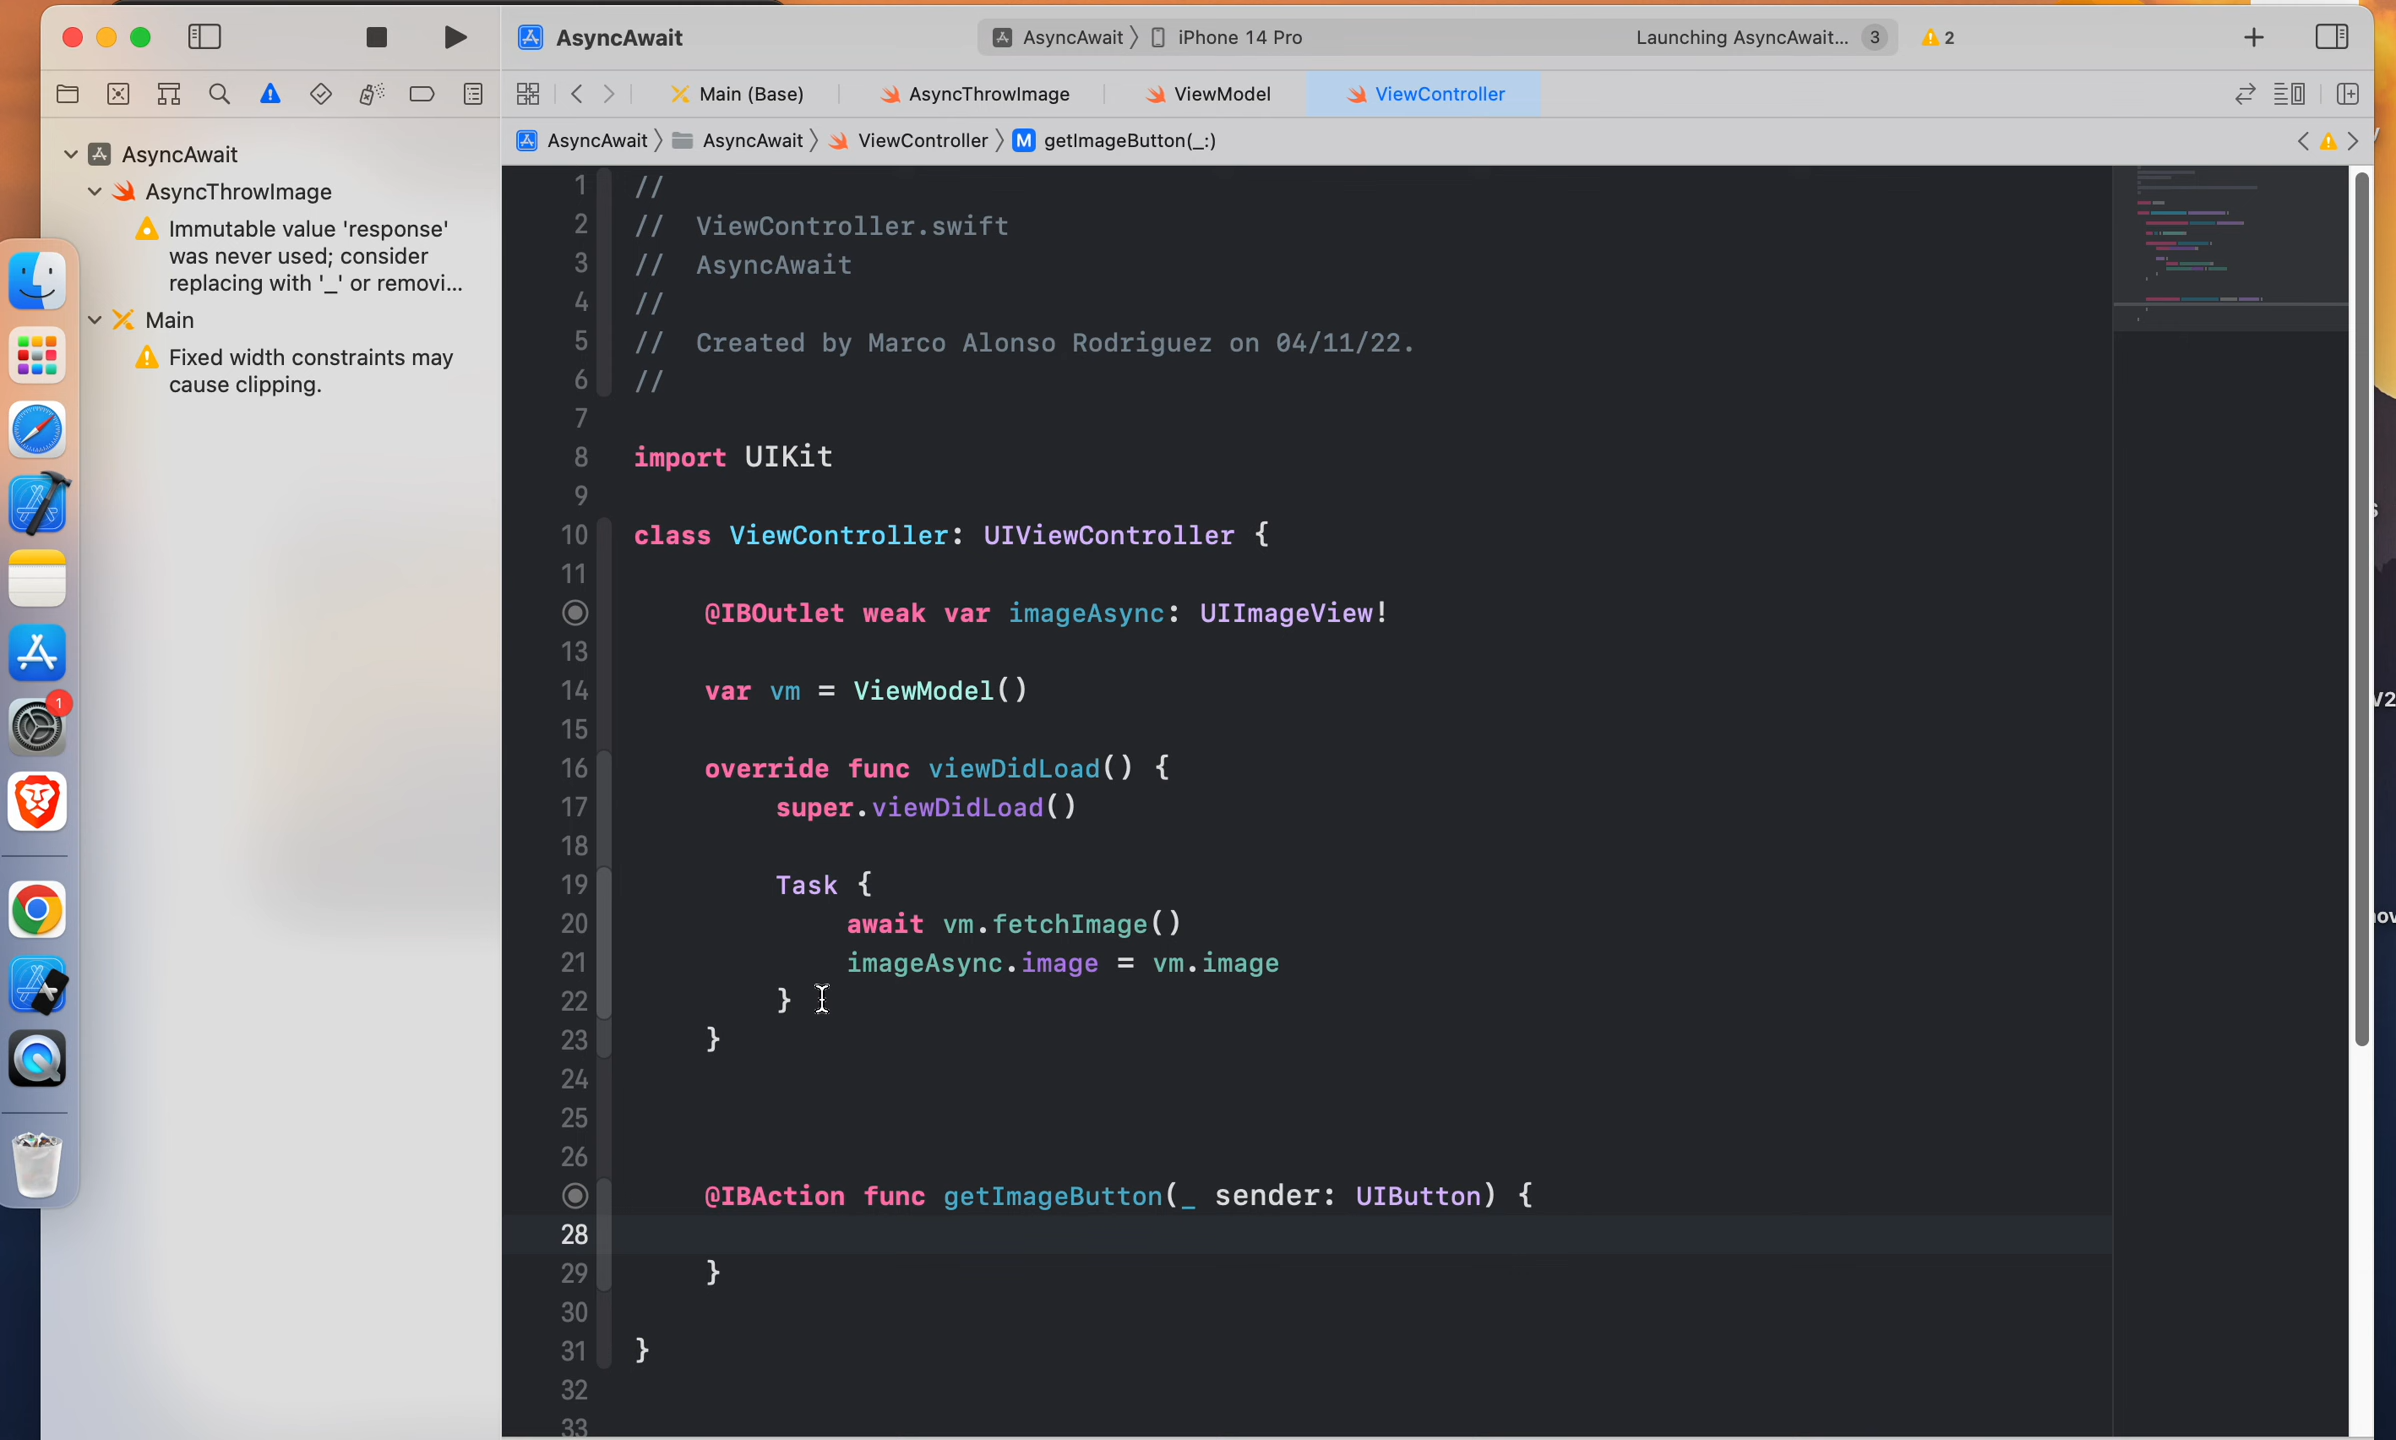 AsyncAwait
AsyncAwait
iPhone 14 Pro
Launching AsyncAwait...
3
2
Main (Base)
AsyncThrowImage
ViewModel
ViewController
AsyncAwait
AsyncAwait
ViewController
M
getImageButton(_:)
AsyncAwait
AsyncThrowImage
Immutable value 'response'
was never used; consider
replacing with '_' or removi...
Main
Fixed width constraints may
cause clipping.
1
1 //
2 //  ViewController.swift
3 //  AsyncAwait
4 //
5 //  Created by Marco Alonso Rodriguez on 04/11/22.
6 //
7
8 import UIKit
9
10 class ViewController: UIViewController {
11
@IBOutlet weak var imageAsync: UIImageView!
13
14 var vm = ViewModel()
15
16 override func viewDidLoad() {
17 super.viewDidLoad()
18
19 Task {
20 await vm.fetchImage()
21 imageAsync.image = vm.image
22 }
23 }
24
25
26
@IBAction func getImageButton(_ sender: UIButton) {
28
29 }
30
31 }
32
33
V2